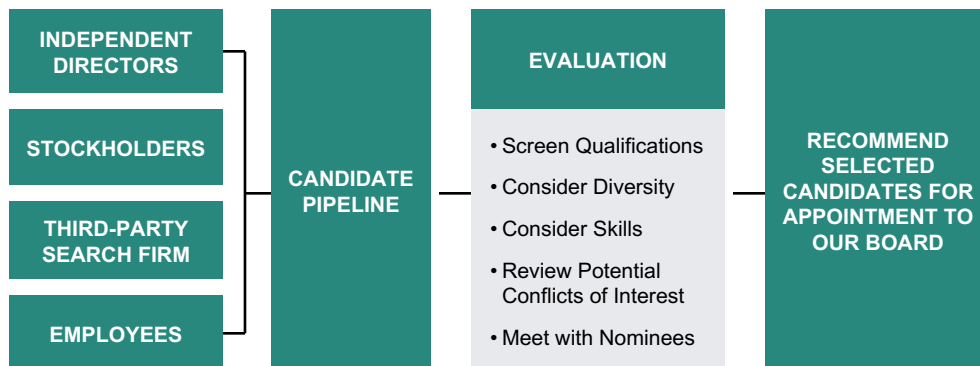 INDEPENDENT
DIRECTORS
STOCKHOLDERS
THIRD-PARTY
SEARCH FIRM
EMPLOYEES
CANDIDATE
PIPELINE
EVALUATION
• Screen Qualifications
• Consider Diversity
• Consider Skills
• Review Potential
Conflicts of Interest
• Meet with Nominees
RECOMMEND
SELECTED
CANDIDATES FOR
APPOINTMENT TO
OUR BOARD